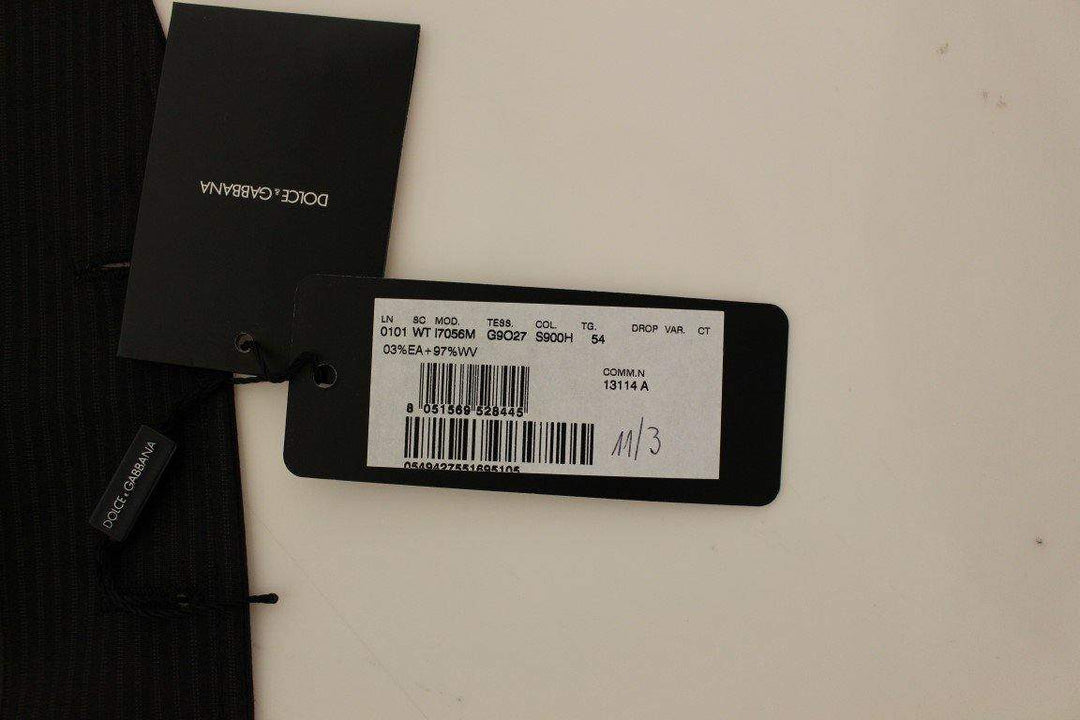 DOLCE & GABBANA
LN SC MOD. TESS. COL. TG. DROP VAR. CT
0101 WT I7056M G9O27 S900H 54
03%EA+97%WV
COMM.N
13114 A
8 051569 528445
11/3
0549427551695105
DOLCE & GABBANA